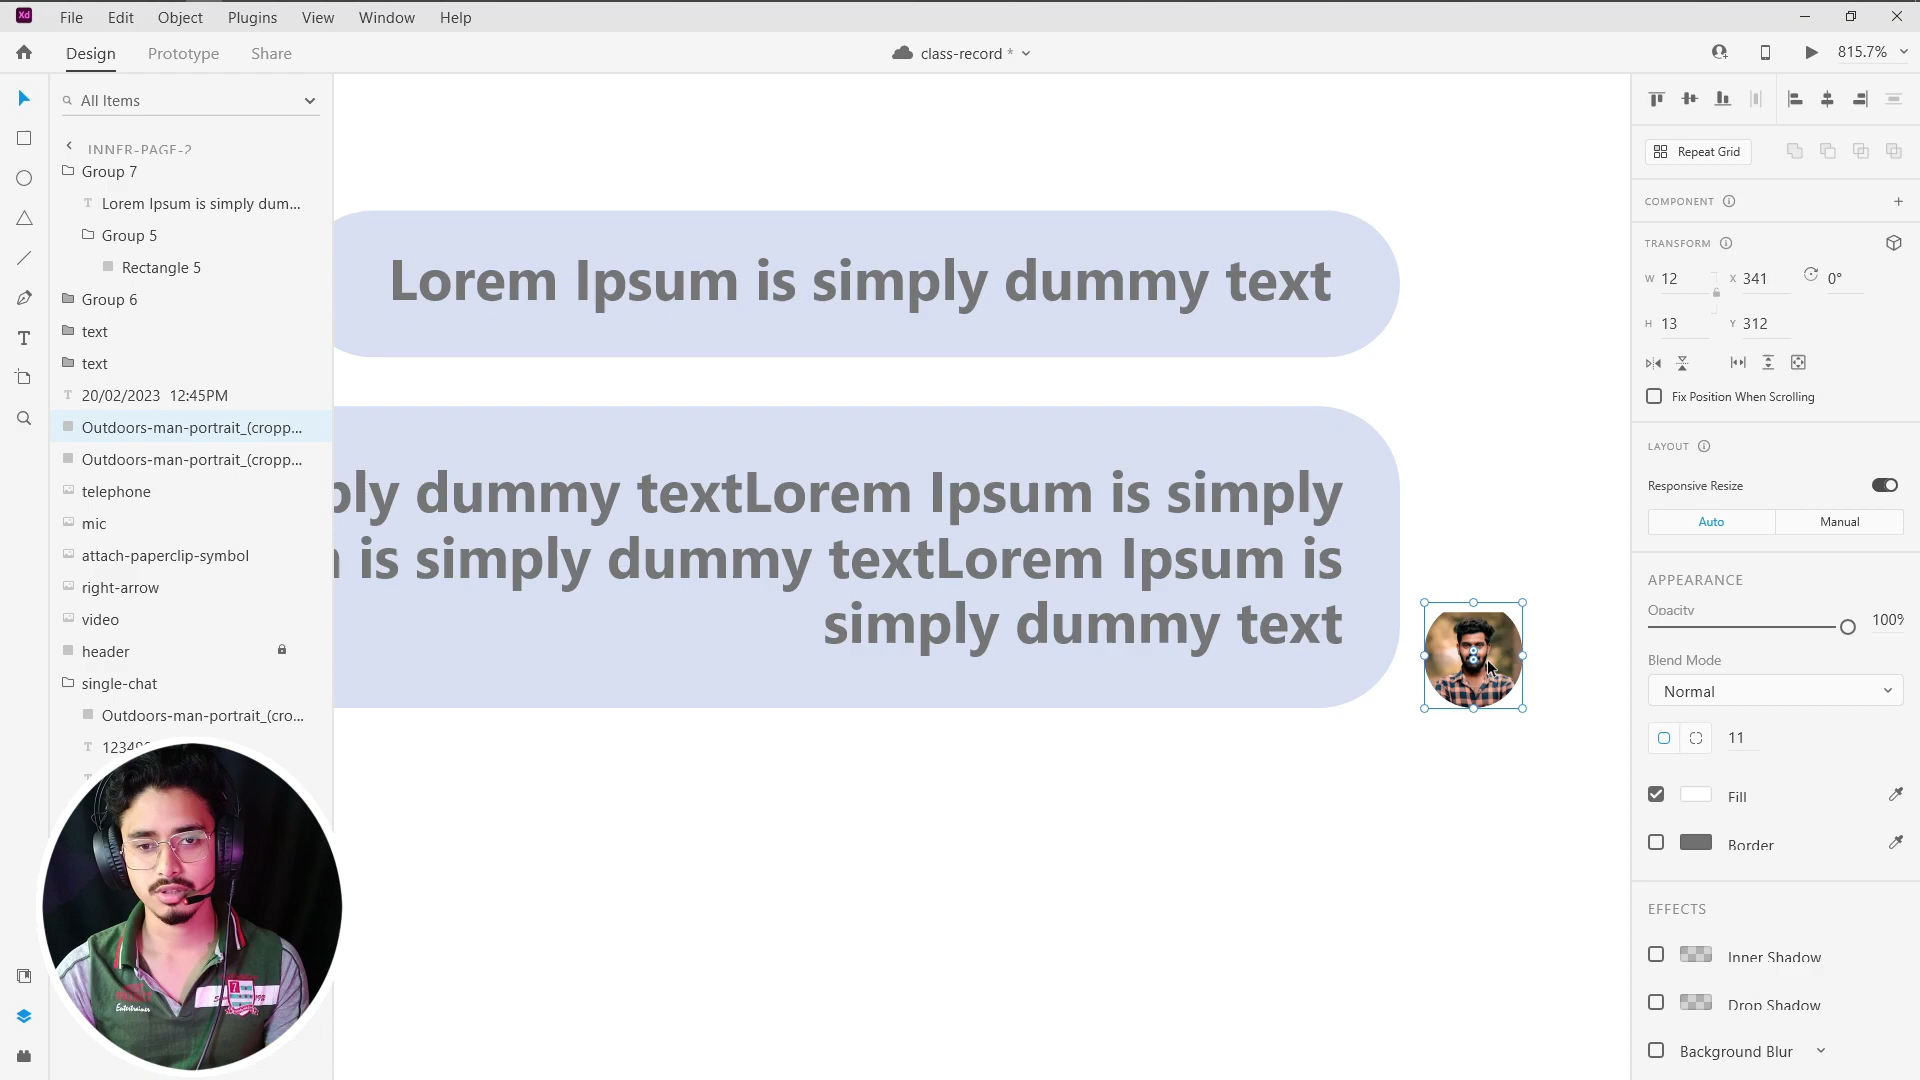 Xd File Edit Object Plugins View Window Help
Design Prototype Share
class-record *
815.7%
All Items
INNER-PAGE-2
Group 7
Lorem Ipsum is simply dum...
Group 5
Rectangle 5
Group 6
text
text
20/02/2023 12:45PM
Outdoors-man-portrait_(cropp...
Outdoors-man-portrait_(cropp...
telephone
mic
attach-paperclip-symbol
right-arrow
video
header
single-chat
Outdoors-man-portrait_(cro...
Lorem Ipsum is simply dummy text
ply dummy textLorem Ipsum is simply
is simply dummy textLorem Ipsum is
simply dummy text
Repeat Grid
COMPONENT
TRANSFORM
W 12 X 341 0°
H 13 Y 312
Fix Position When Scrolling
LAYOUT
Responsive Resize
Auto Manual
APPEARANCE
Opacity
100%
Blend Mode
Normal
11
Fill
Border
EFFECTS
Inner Shadow
Drop Shadow
Background Blur
7
Entertrainer